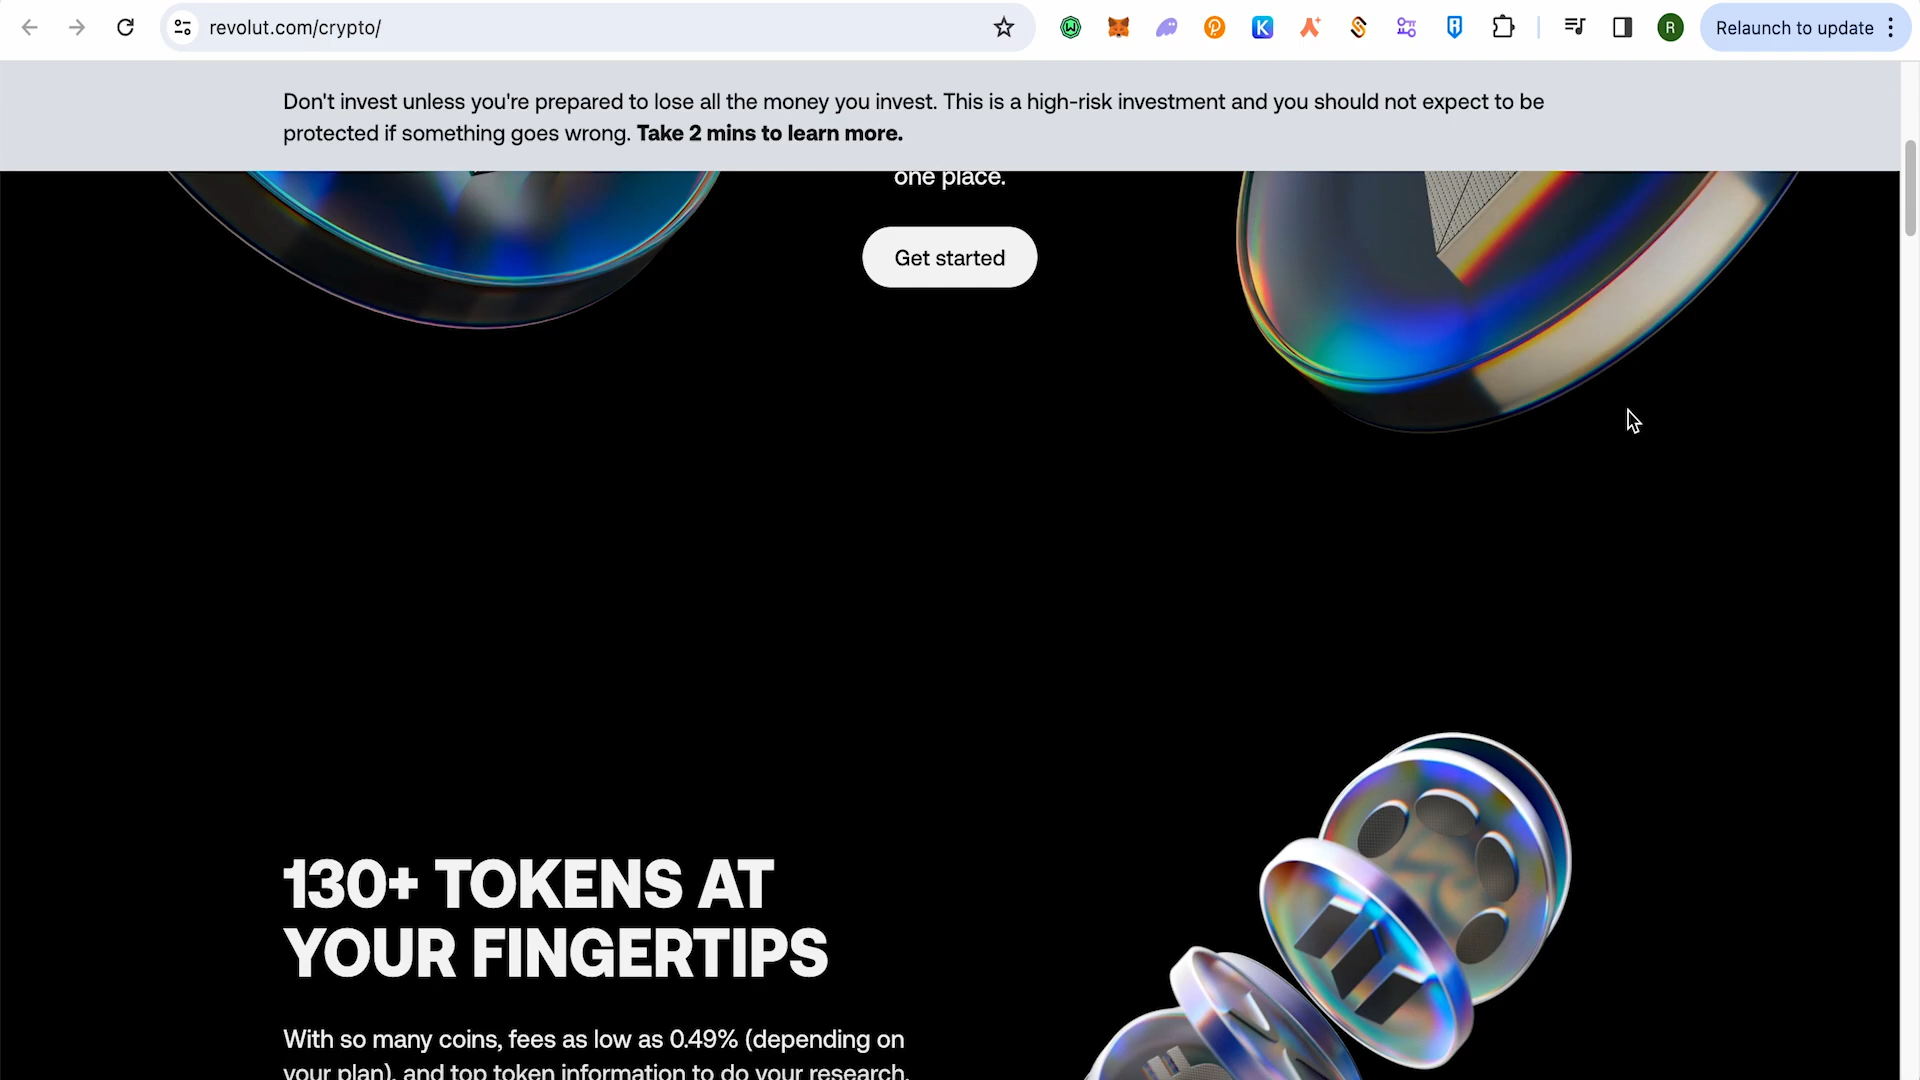 revolut.com/crypto/
R
Relaunch to update
Don't invest unless you're prepared to lose all the money you invest. This is a high-risk investment and you should not expect to be
protected if something goes wrong. Take 2 mins to learn more.
one place.
Get started
130+ TOKENS AT
YOUR FINGERTIPS
With so many coins, fees as low as 0.49% (depending on
your plan), and top token information to do your research,